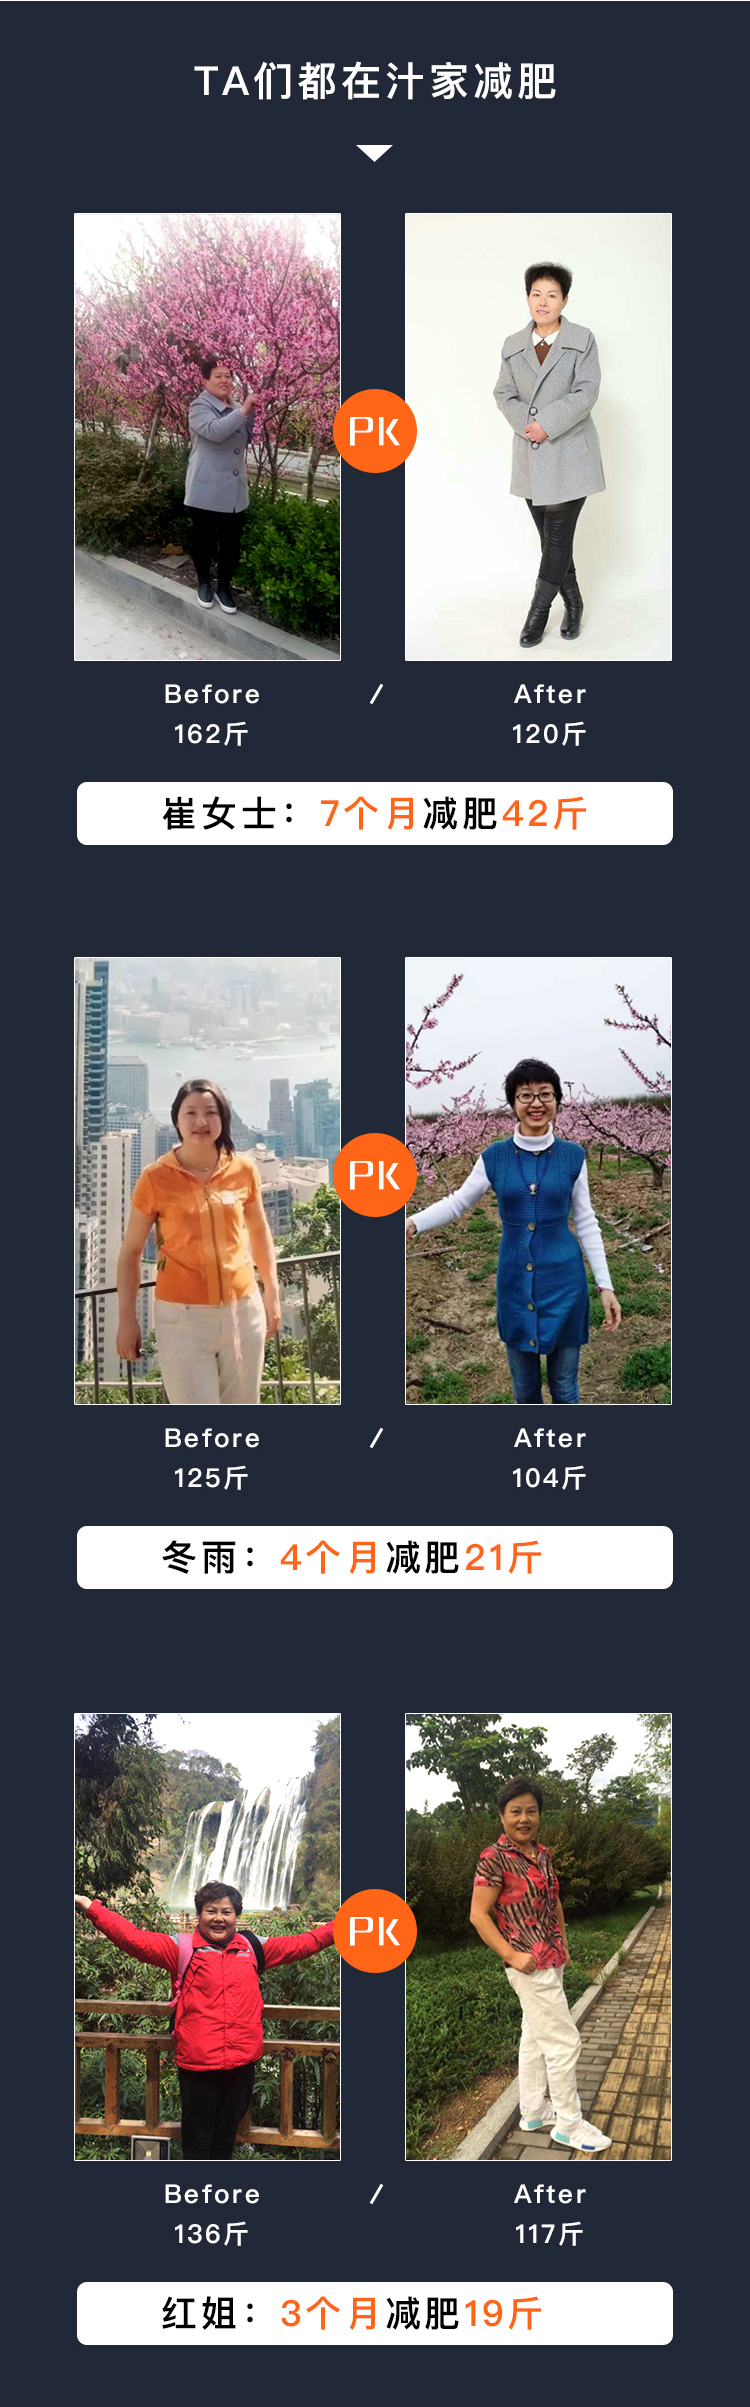 TA们都在汁家减肥
PK
Before / After
162斤 120斤
崔女士：7个月减肥42斤
PK
Before / After
125斤 104斤
冬雨：4个月减肥21斤
PK
Before / After
136斤 117斤
红姐：3个月减肥19斤